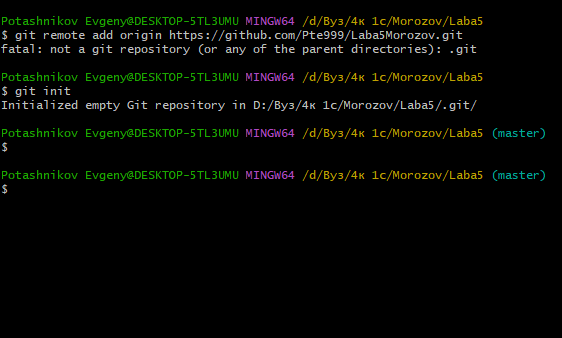 Potashnikov Evgeny@DESKTOP-5TL3UMU MINGW64 /d/Вуз/4к 1с/Morozov/Laba5
$ git remote add origin https://github.com/Pte999/Laba5Morozov.git
fatal: not a git repository (or any of the parent directories): .git
Potashnikov Evgeny@DESKTOP-5TL3UMU MINGW64 /d/Вуз/4к 1с/Morozov/Laba5
$ git init
Initialized empty Git repository in D:/Вуз/4к 1с/Morozov/Laba5/.git/
Potashnikov Evgeny@DESKTOP-5TL3UMU MINGW64 /d/Вуз/4к 1с/Morozov/Laba5 (master)
$
Potashnikov Evgeny@DESKTOP-5TL3UMU MINGW64 /d/Вуз/4к 1с/Morozov/Laba5 (master)
$